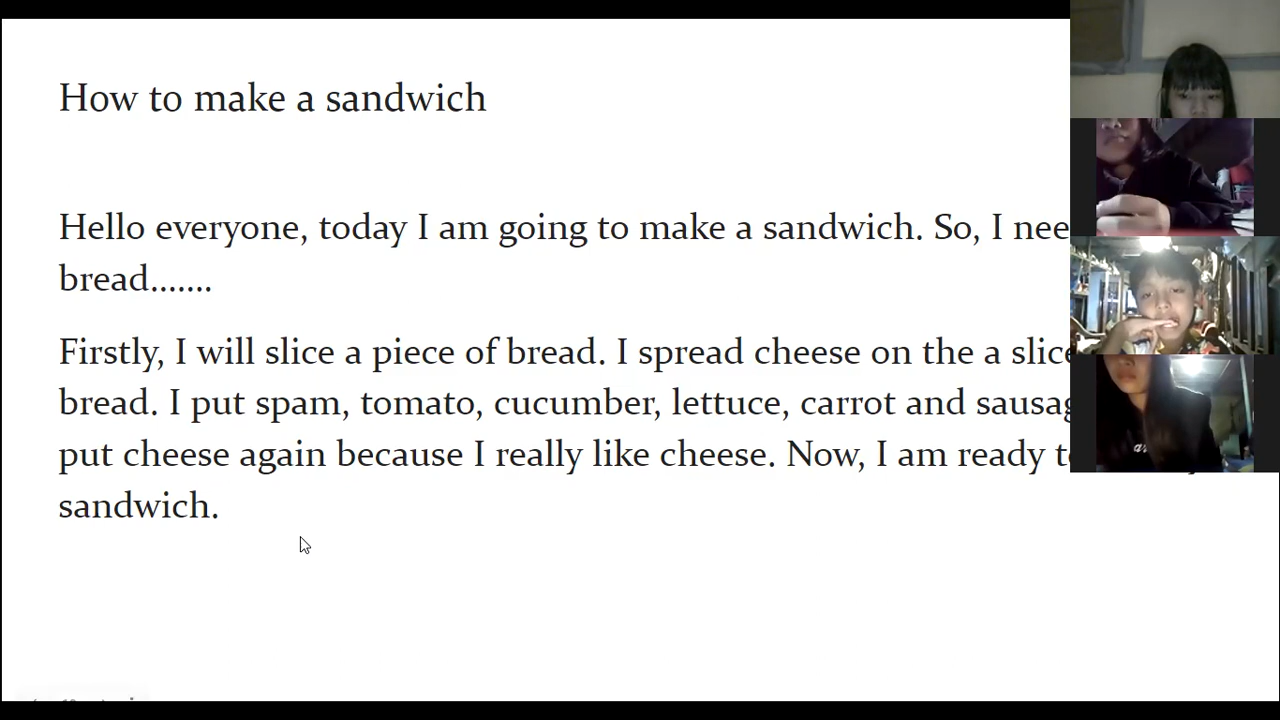 How to make a sandwich
Hello everyone, today I am going to make a sandwich. So, I
bread.......
Firstly, I will slice a piece of bread. I spread cheese on the a slice
bread. I put spam, tomato, cucumber, lettuce, carrot and
put cheese again because I really like cheese. Now, I am ready
sandwich.